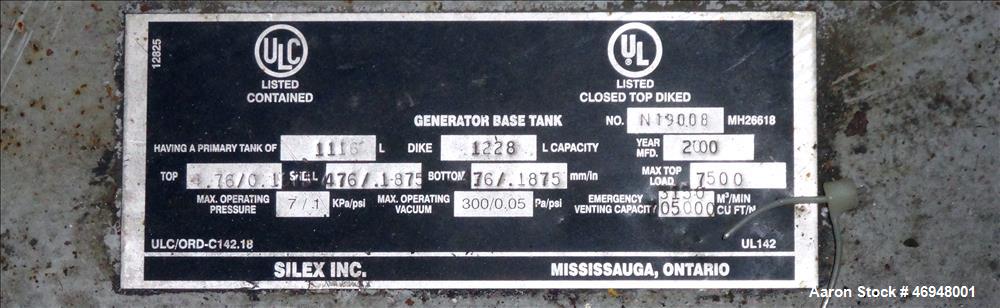 12825
ULC
LISTED
CONTAINED
UL
LISTED
CLOSED TOP DIKED
GENERATOR BASE TANK NO. N19008 MH26618
HAVING A PRIMARY TANK OF 1116 L DIKE 1228 L CAPACITY YEAR MFD. 2000
TOP SHELL 476/.1875 BOTTOM 76/.1875 mm/in MAX TOP LOAD 7500
MAX. OPERATING PRESSURE 7/.1 KPa/psi MAX. OPERATING VACUUM 300/0.05 Pa/psi EMERGENCY VENTING CAPACITY M³/MIN CU FT/
ULC/ORD-C142.18 UL142
SILEX INC. MISSISSAUGA, ONTARIO
Aaron Stock # 46948001